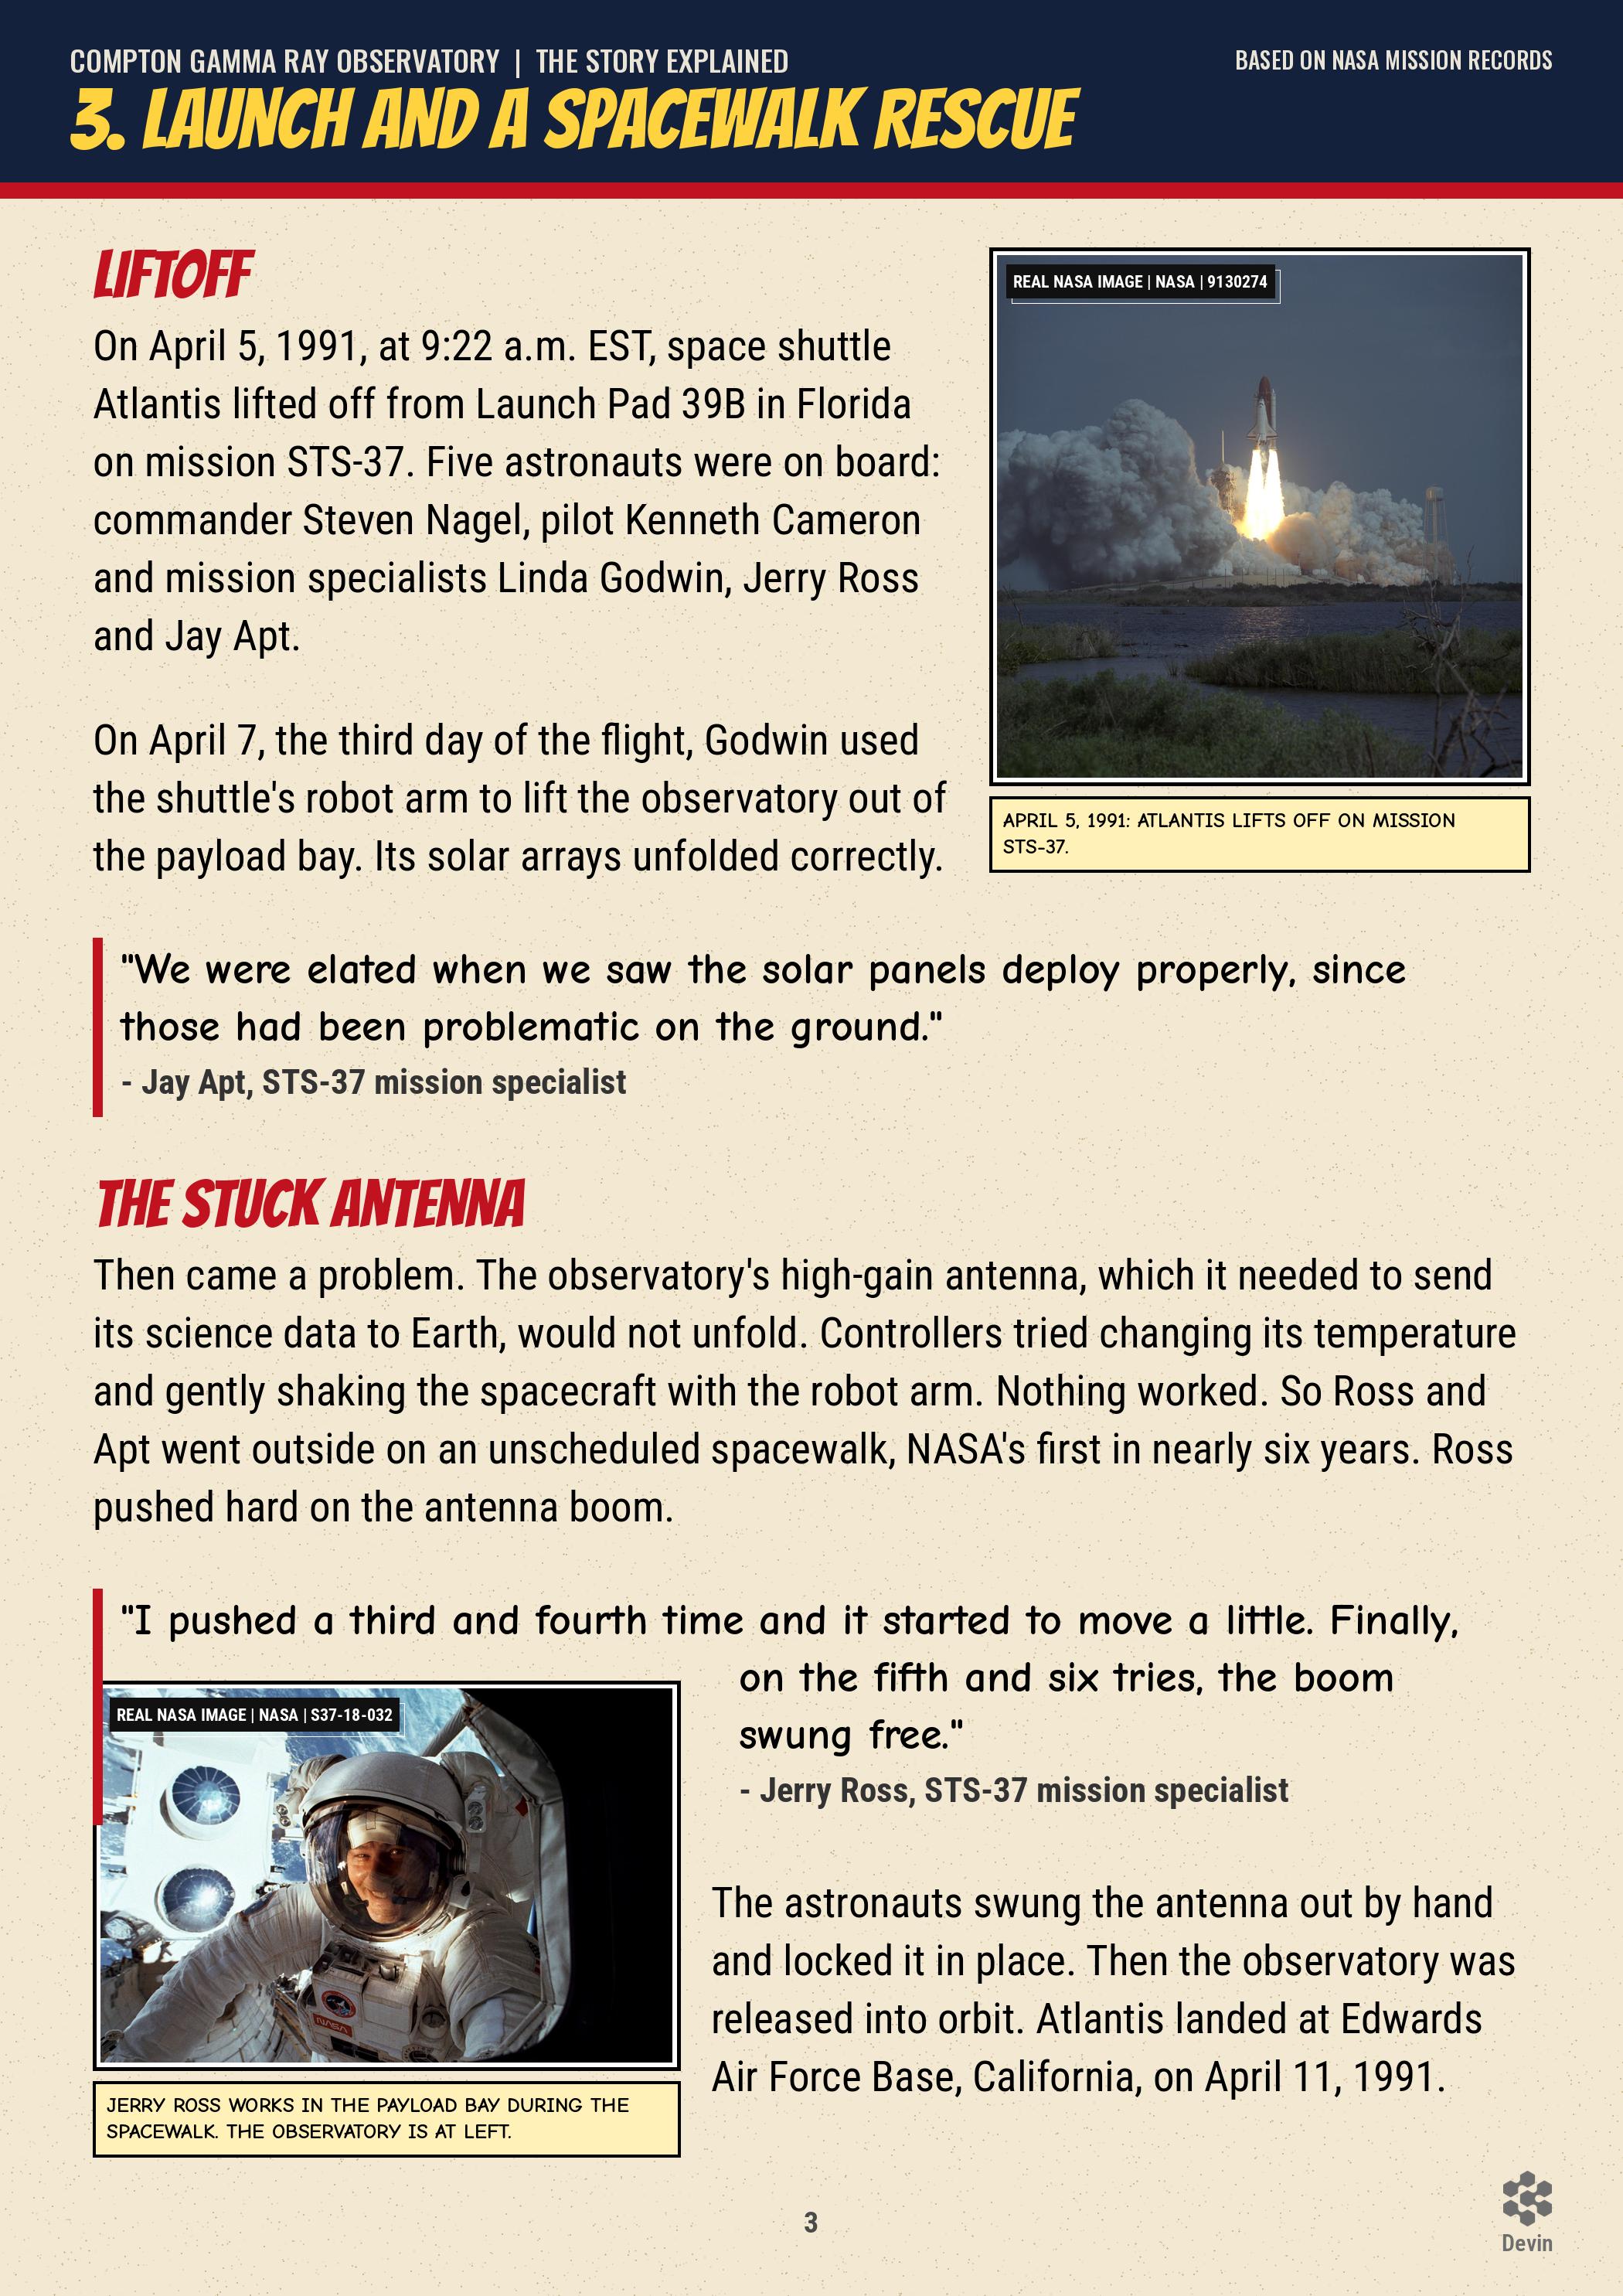 COMPTON GAMMA RAY OBSERVATORY | THE STORY EXPLAINED
BASED ON NASA MISSION RECORDS
3. LAUNCH AND A SPACEWALK RESCUE
LIFTOFF
On April 5, 1991, at 9:22 a.m. EST, space shuttle
Atlantis lifted off from Launch Pad 39B in Florida
on mission STS-37. Five astronauts were on board:
commander Steven Nagel, pilot Kenneth Cameron
and mission specialists Linda Godwin, Jerry Ross
and Jay Apt.
On April 7, the third day of the flight, Godwin used
the shuttle's robot arm to lift the observatory out of
the payload bay. Its solar arrays unfolded correctly.
REAL NASA IMAGE | NASA | 9130274
APRIL 5, 1991: ATLANTIS LIFTS OFF ON MISSION
STS-37.
"We were elated when we saw the solar panels deploy properly, since
those had been problematic on the ground."
- Jay Apt, STS-37 mission specialist
THE STUCK ANTENNA
Then came a problem. The observatory's high-gain antenna, which it needed to send
its science data to Earth, would not unfold. Controllers tried changing its temperature
and gently shaking the spacecraft with the robot arm. Nothing worked. So Ross and
Apt went outside on an unscheduled spacewalk, NASA's first in nearly six years. Ross
pushed hard on the antenna boom.
"I pushed a third and fourth time and it started to move a little. Finally,
on the fifth and six tries, the boom
swung free."
- Jerry Ross, STS-37 mission specialist
REAL NASA IMAGE | NASA | S37-18-032
NASA
JERRY ROSS WORKS IN THE PAYLOAD BAY DURING THE
SPACEWALK. THE OBSERVATORY IS AT LEFT.
The astronauts swung the antenna out by hand
and locked it in place. Then the observatory was
released into orbit. Atlantis landed at Edwards
Air Force Base, California, on April 11, 1991.
3
Devin